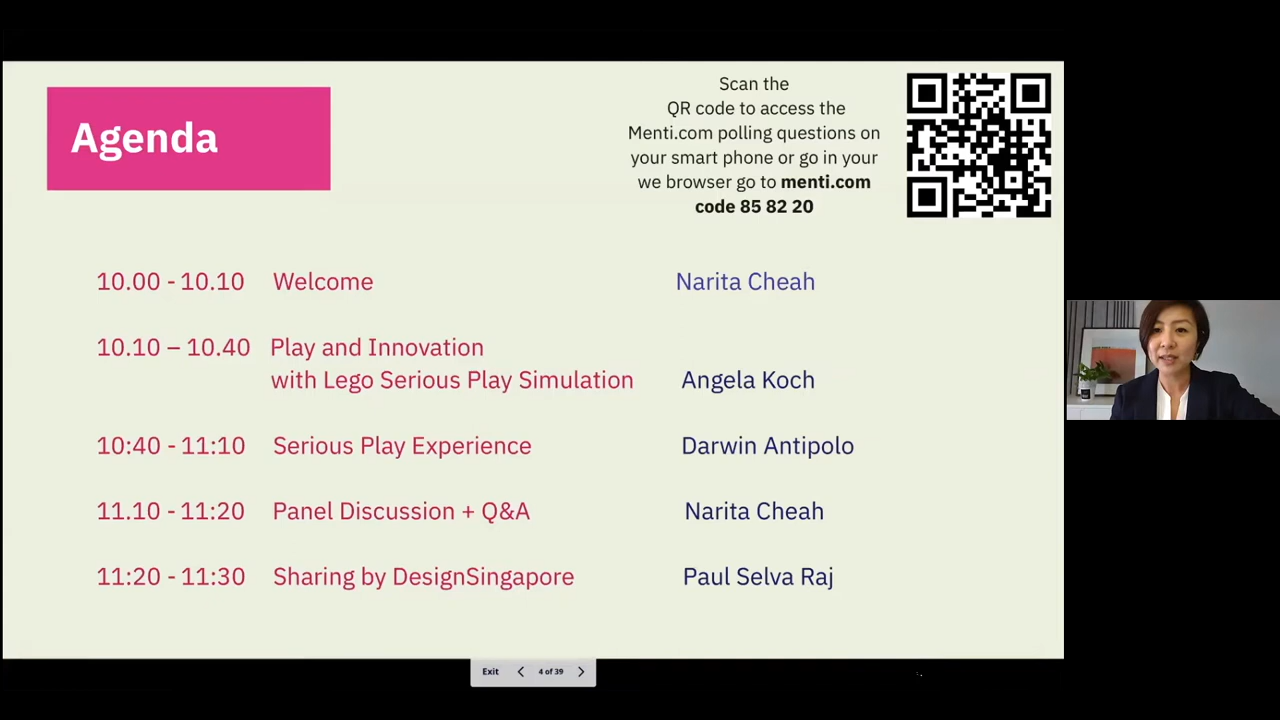 Agenda
Scan the
QR code to access the
Menti.com polling questions on
your smart phone or go in your
we browser go to menti.com
code 85 82 20
10.00 - 10.10 Welcome Narita Cheah
10.10 – 10.40 Play and Innovation
with Lego Serious Play Simulation Angela Koch
10:40 - 11:10 Serious Play Experience Darwin Antipolo
11.10 - 11:20 Panel Discussion + Q&A Narita Cheah
11:20 - 11:30 Sharing by DesignSingapore Paul Selva Raj
Exit 4 of 39